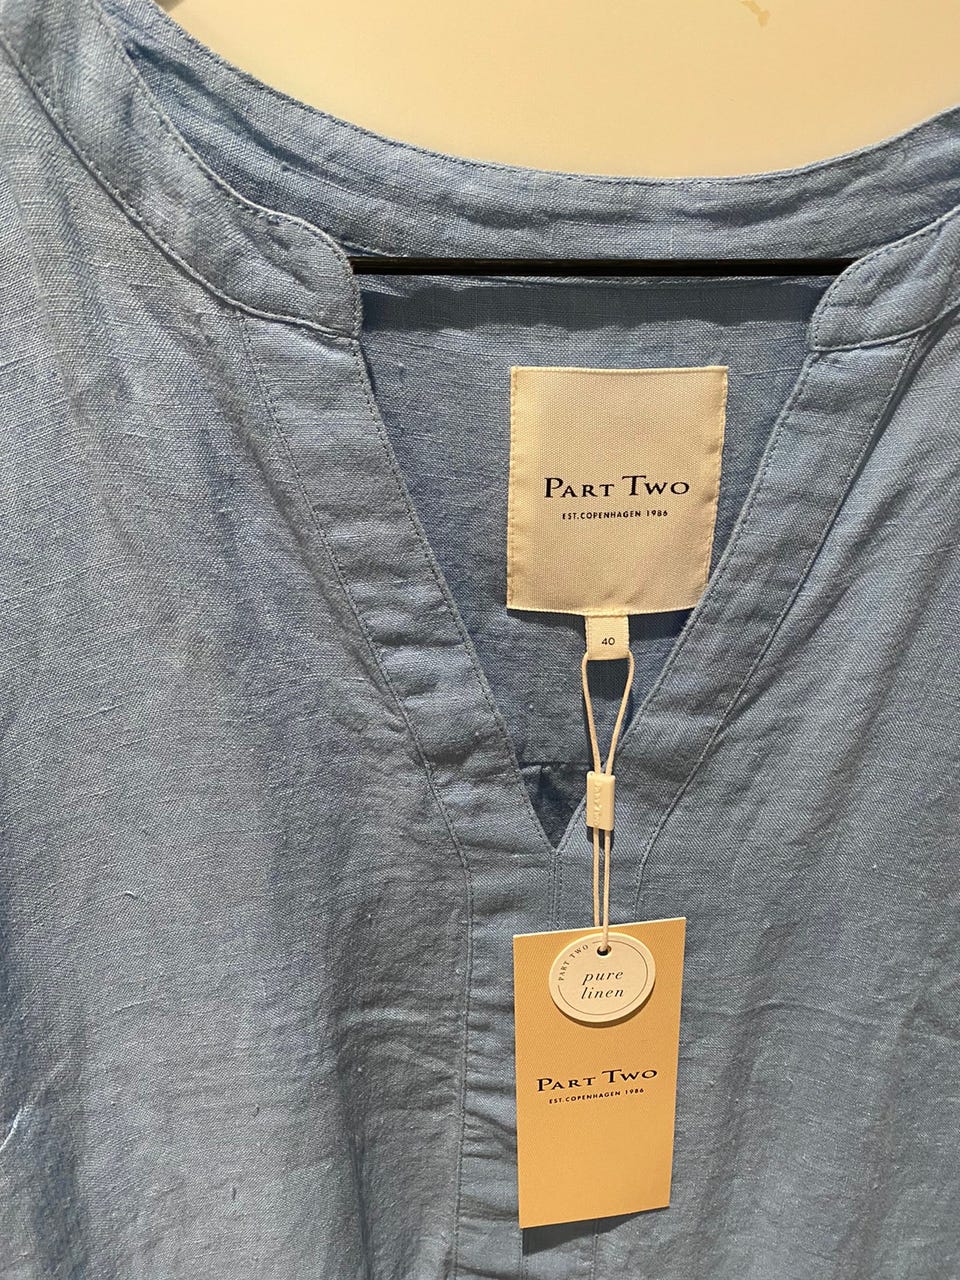 PART TWO
EST. COPENHAGEN 1986
40
PART TWO
pure
linen
PART TWO
EST. COPENHAGEN 1986